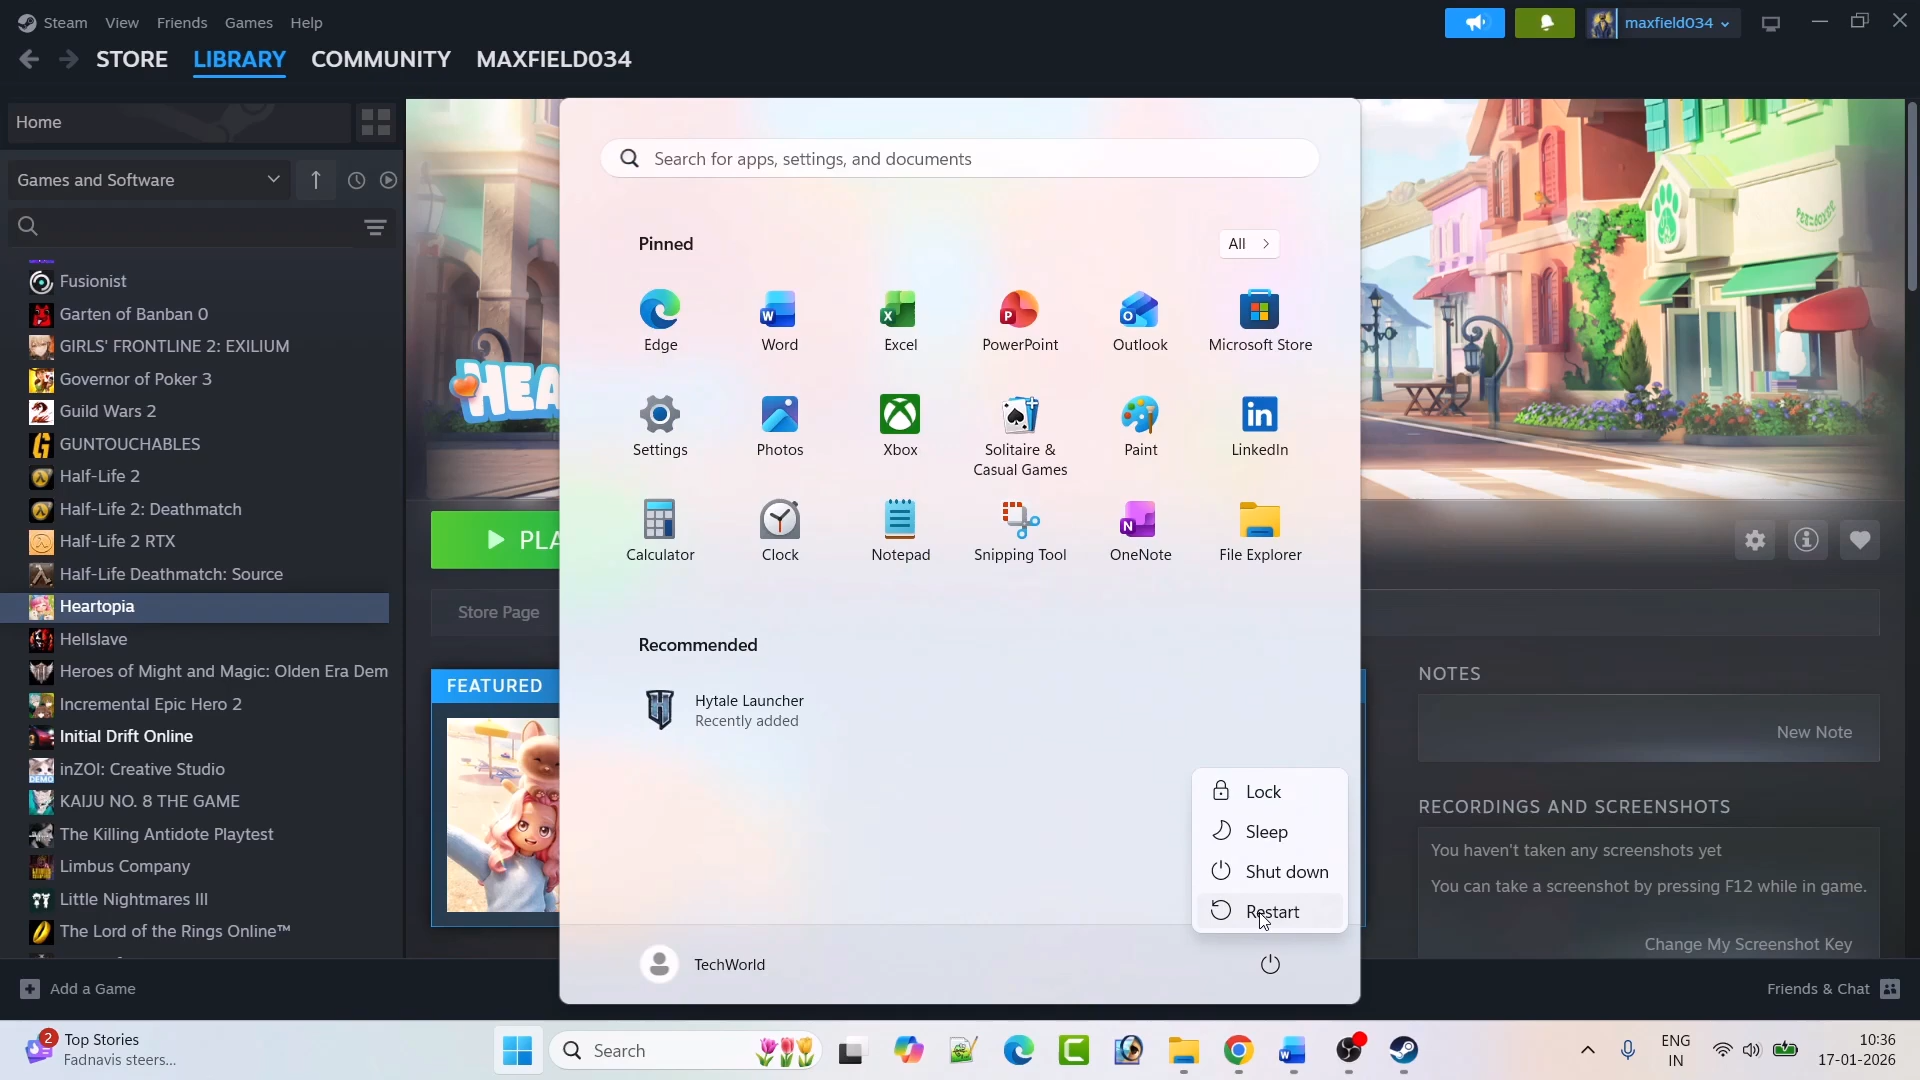 Steam View Friends Games Help
maxfield034
STORE LIBRARY COMMUNITY MAXFIELD034
Home
Games and Software
Fusionist
Garten of Banban 0
GIRLS' FRONTLINE 2: EXILIUM
Governor of Poker 3
Guild Wars 2
GUNTOUCHABLES
Half-Life 2
Half-Life 2: Deathmatch
Half-Life 2 RTX
Half-Life Deathmatch: Source
Heartopia
Hellslave
Heroes of Might and Magic: Olden Era Dem
Incremental Epic Hero 2
Initial Drift Online
inZOI: Creative Studio
KAIJU NO. 8 THE GAME
The Killing Antidote Playtest
Limbus Company
Little Nightmares III
The Lord of the Rings Online™
Add a Game
HEA
PLA
Store Page
FEATURED
Search for apps, settings, and documents
Pinned
All
Edge Word Excel PowerPoint Outlook Microsoft Store
Settings Photos Xbox Solitaire & Casual Games Paint LinkedIn
Calculator Clock Notepad Snipping Tool OneNote File Explorer
Recommended
Hytale Launcher
Recently added
Lock
Sleep
Shut down
Restart
TechWorld
NOTES
New Note
RECORDINGS AND SCREENSHOTS
You haven't taken any screenshots yet
You can take a screenshot by pressing F12 while in game.
Change My Screenshot Key
Friends & Chat
2
Top Stories
Fadnavis steers...
Search
ENG
IN
10:36
17-01-2026